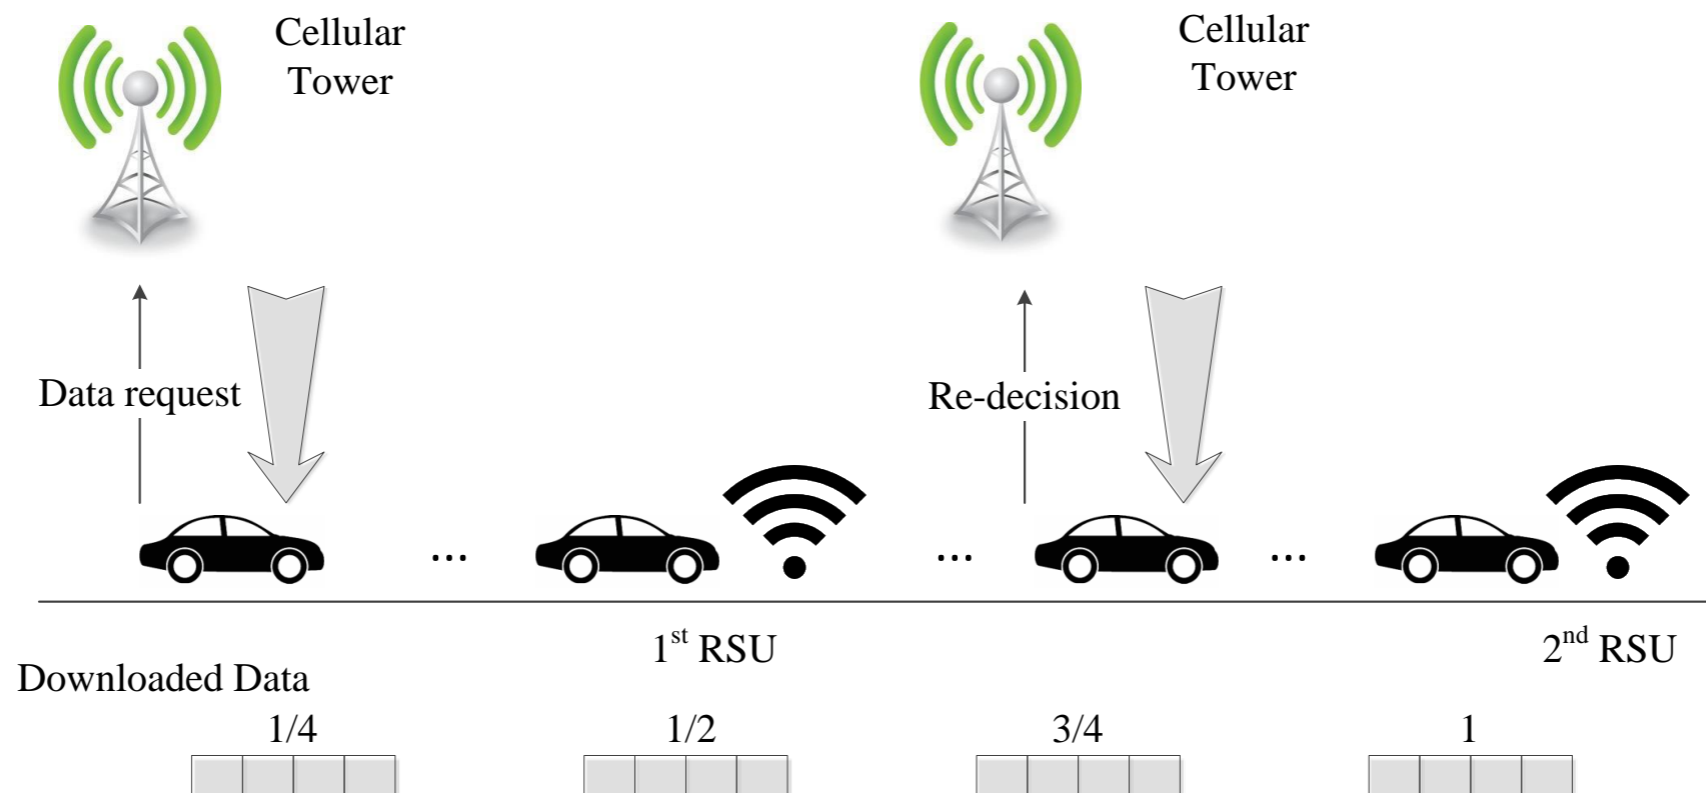 Cellular
Tower
Cellular
Tower
Data request
Re-decision
...
...
...
1st RSU
2nd RSU
Downloaded Data
1/4
1/2
3/4
1